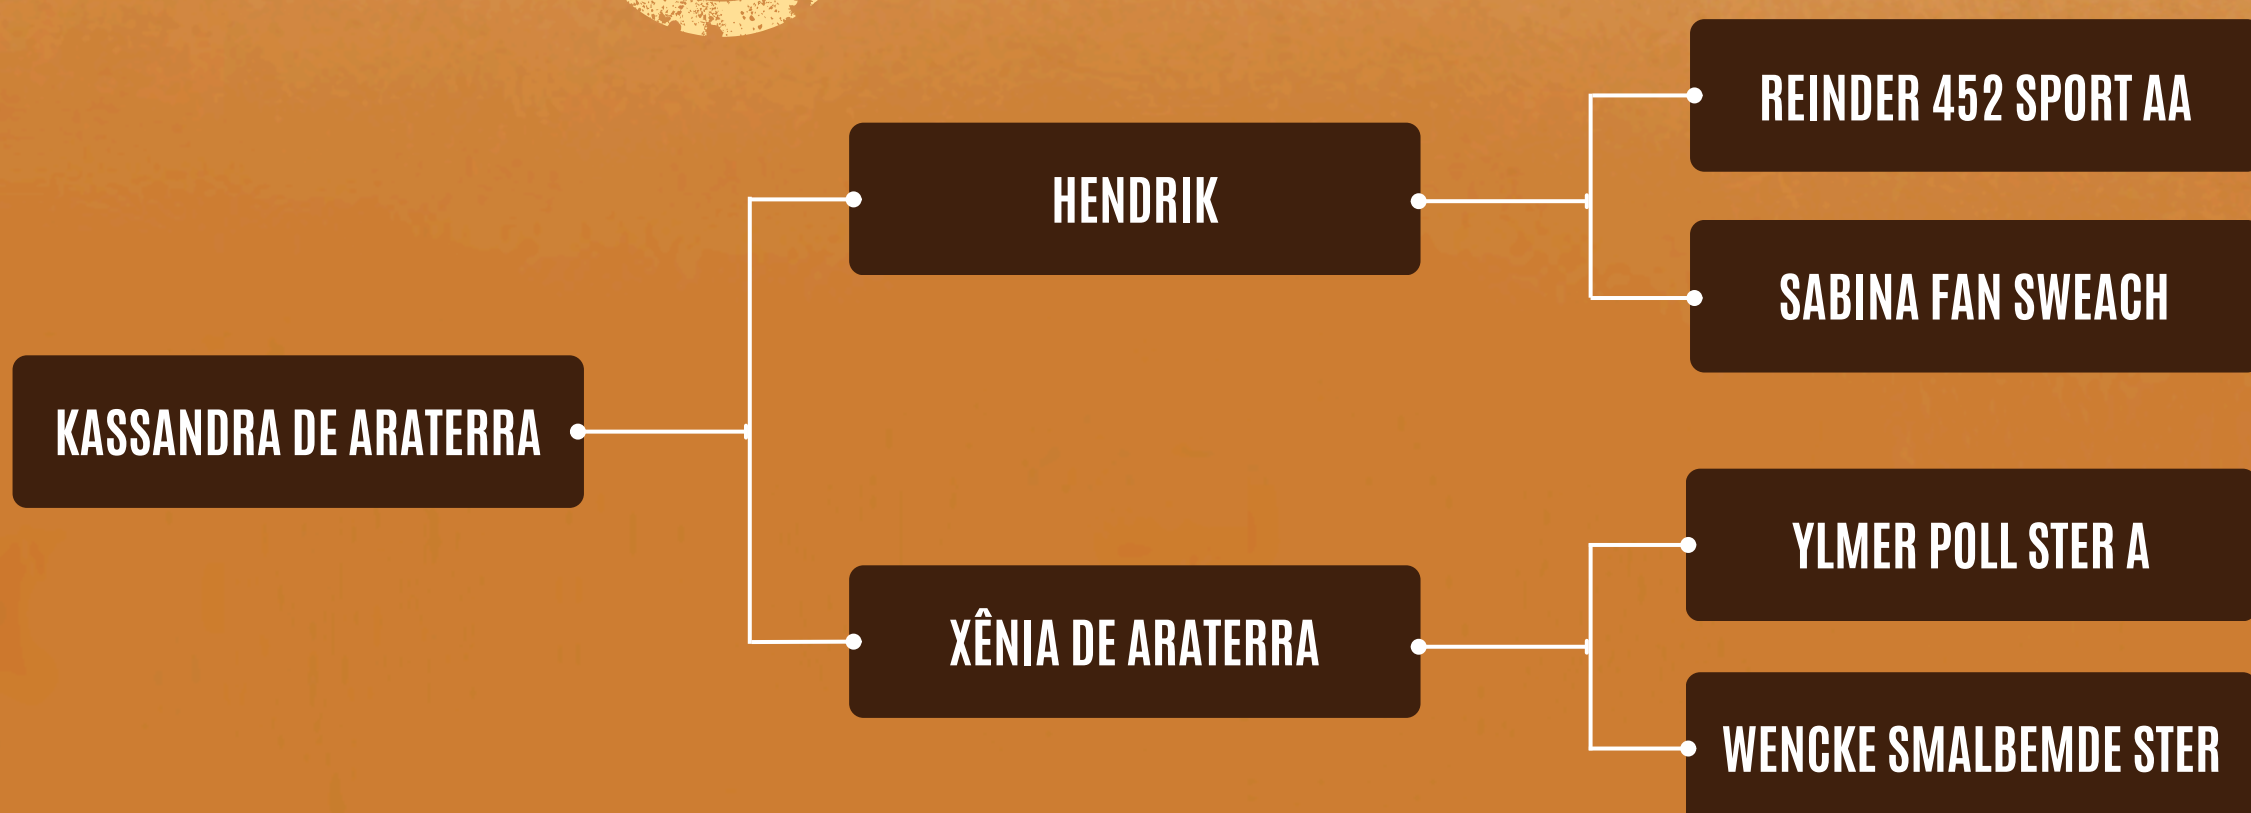 REINDER 452 SPORT AA
HENDRIK
SABINA FAN SWEACH
KASSANDRA DE ARATERRA
YLMER POLL STER A
XÊNIA DE ARATERRA
WENCKE SMALBEMDE STER